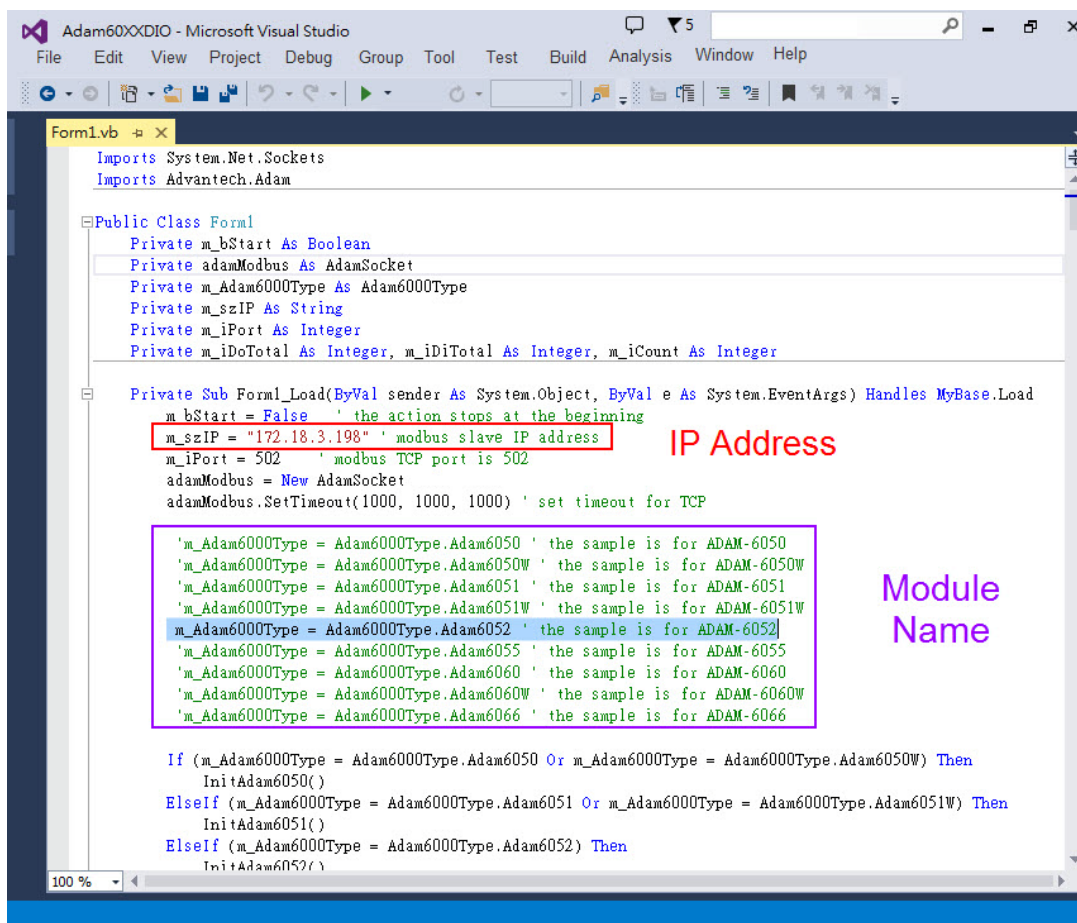 Adam60XXDIO - Microsoft Visual Studio
5
File Edit View Project Debug Group Tool Test Build Analysis Window Help
Form1.vb
Imports System.Net.Sockets
Imports Advantech.Adam
Public Class Form1
Private m_bStart As Boolean
Private adamModbus As AdamSocket
Private m_Adam6000Type As Adam6000Type
Private m_szIP As String
Private m_iPort As Integer
Private m_iDoTotal As Integer, m_iDiTotal As Integer, m_iCount As Integer
Private Sub Form1_Load(ByVal sender As System.Object, ByVal e As System.EventArgs) Handles MyBase.Load
m_bStart = False ' the action stops at the beginning
m_szIP = "172.18.3.198" ' modbus slave IP address
IP Address
m_iPort = 502 ' modbus TCP port is 502
adamModbus = New AdamSocket
adamModbus.SetTimeout(1000, 1000, 1000) ' set timeout for TCP
'm_Adam6000Type = Adam6000Type.Adam6050 ' the sample is for ADAM-6050
'm_Adam6000Type = Adam6000Type.Adam6050W ' the sample is for ADAM-6050W
'm_Adam6000Type = Adam6000Type.Adam6051 ' the sample is for ADAM-6051
'm_Adam6000Type = Adam6000Type.Adam6051W ' the sample is for ADAM-6051W
m_Adam6000Type = Adam6000Type.Adam6052 ' the sample is for ADAM-6052
'm_Adam6000Type = Adam6000Type.Adam6055 ' the sample is for ADAM-6055
'm_Adam6000Type = Adam6000Type.Adam6060 ' the sample is for ADAM-6060
'm_Adam6000Type = Adam6000Type.Adam6060W ' the sample is for ADAM-6060W
'm_Adam6000Type = Adam6000Type.Adam6066 ' the sample is for ADAM-6066
Module
Name
If (m_Adam6000Type = Adam6000Type.Adam6050 Or m_Adam6000Type = Adam6000Type.Adam6050W) Then
InitAdam6050()
ElseIf (m_Adam6000Type = Adam6000Type.Adam6051 Or m_Adam6000Type = Adam6000Type.Adam6051W) Then
InitAdam6051()
ElseIf (m_Adam6000Type = Adam6000Type.Adam6052) Then
InitAdam6052()
100 %